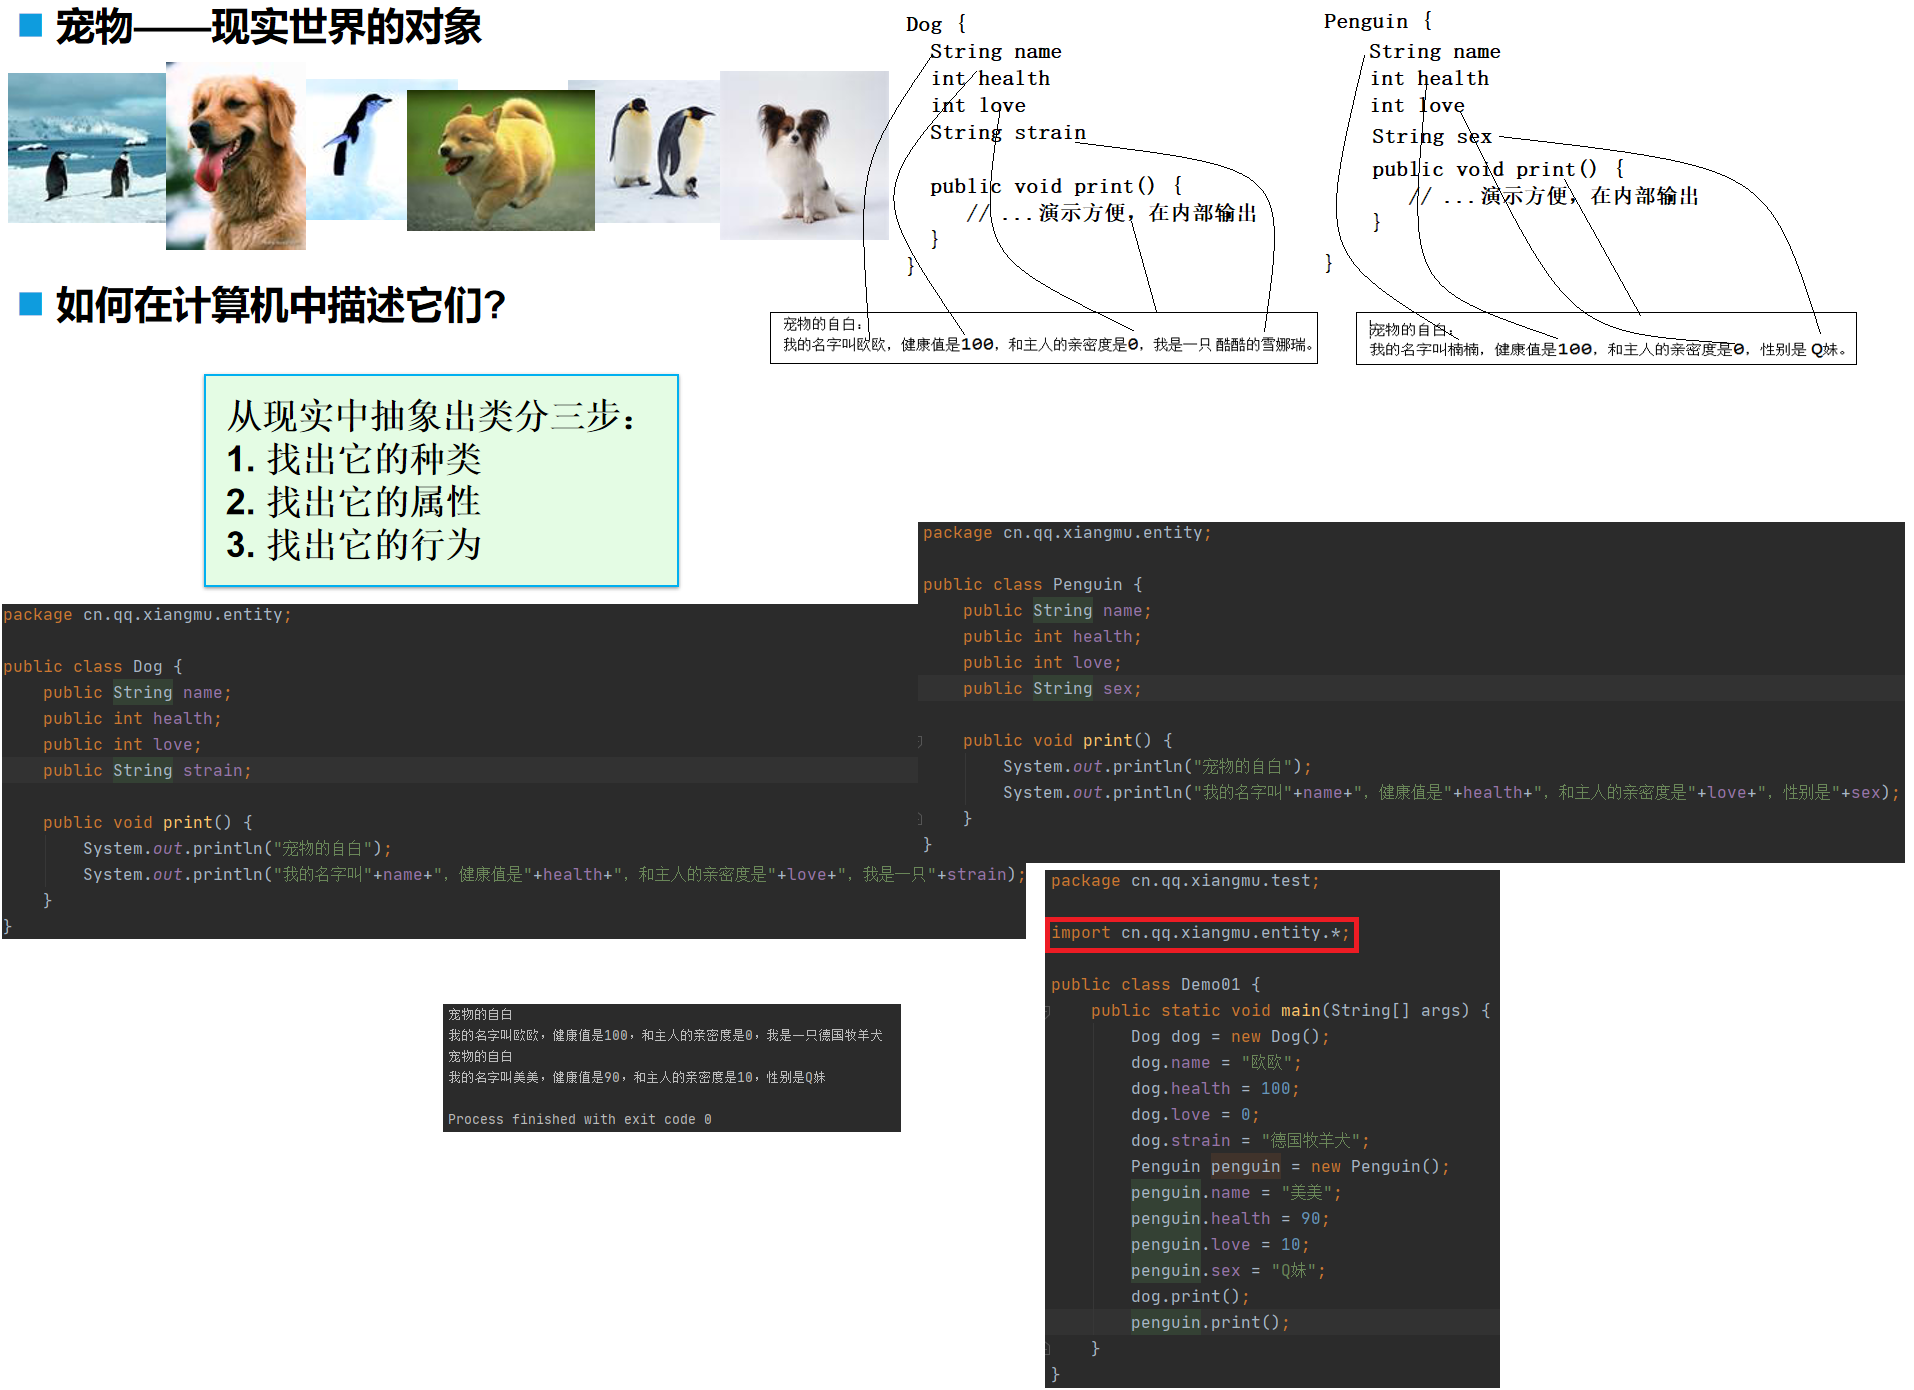 宠物——现实世界的对象
Dog {
String name
int health
int love
String strain
public void print() {
// ...演示方便，在内部输出
}
}
宠物的自白：
我的名字叫欧欧，健康值是100，和主人的亲密度是0，我是一只 酷酷的雪娜瑞。
Penguin {
String name
int health
int love
String sex
public void print() {
// ...演示方便，在内部输出
}
}
宠物的自白：
我的名字叫楠楠，健康值是100，和主人的亲密度是0，性别是 Q妹。
如何在计算机中描述它们?
从现实中抽象出类分三步：
1. 找出它的种类
2. 找出它的属性
3. 找出它的行为
package cn.qq.xiangmu.entity;
public class Dog {
public String name;
public int health;
public int love;
public String strain;
public void print() {
System.out.println("宠物的自白");
System.out.println("我的名字叫"+name+"，健康值是"+health+"，和主人的亲密度是"+love+"，我是一只"+strain);
}
}
package cn.qq.xiangmu.entity;
public class Penguin {
public String name;
public int health;
public int love;
public String sex;
public void print() {
System.out.println("宠物的自白");
System.out.println("我的名字叫"+name+"，健康值是"+health+"，和主人的亲密度是"+love+"，性别是"+sex);
}
}
package cn.qq.xiangmu.test;
import cn.qq.xiangmu.entity.*;
public class Demo01 {
public static void main(String[] args) {
Dog dog = new Dog();
dog.name = "欧欧";
dog.health = 100;
dog.love = 0;
dog.strain = "德国牧羊犬";
Penguin penguin = new Penguin();
penguin.name = "美美";
penguin.health = 90;
penguin.love = 10;
penguin.sex = "Q妹";
dog.print();
penguin.print();
}
}
宠物的自白
我的名字叫欧欧，健康值是100，和主人的亲密度是0，我是一只德国牧羊犬
宠物的自白
我的名字叫美美，健康值是90，和主人的亲密度是10，性别是Q妹
Process finished with exit code 0